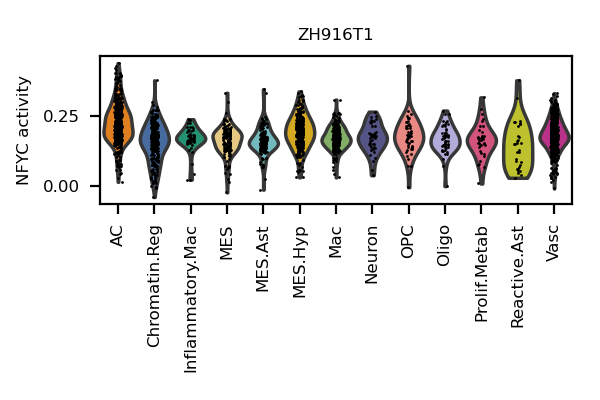 ZH916T1
NFYC activity
0.25
0.00
AC
Chromatin.Reg
Inflammatory.Mac
MES
MES.Ast
MES.Hyp
Mac
Neuron
OPC
Oligo
Prolif.Metab
Reactive.Ast
Vasc